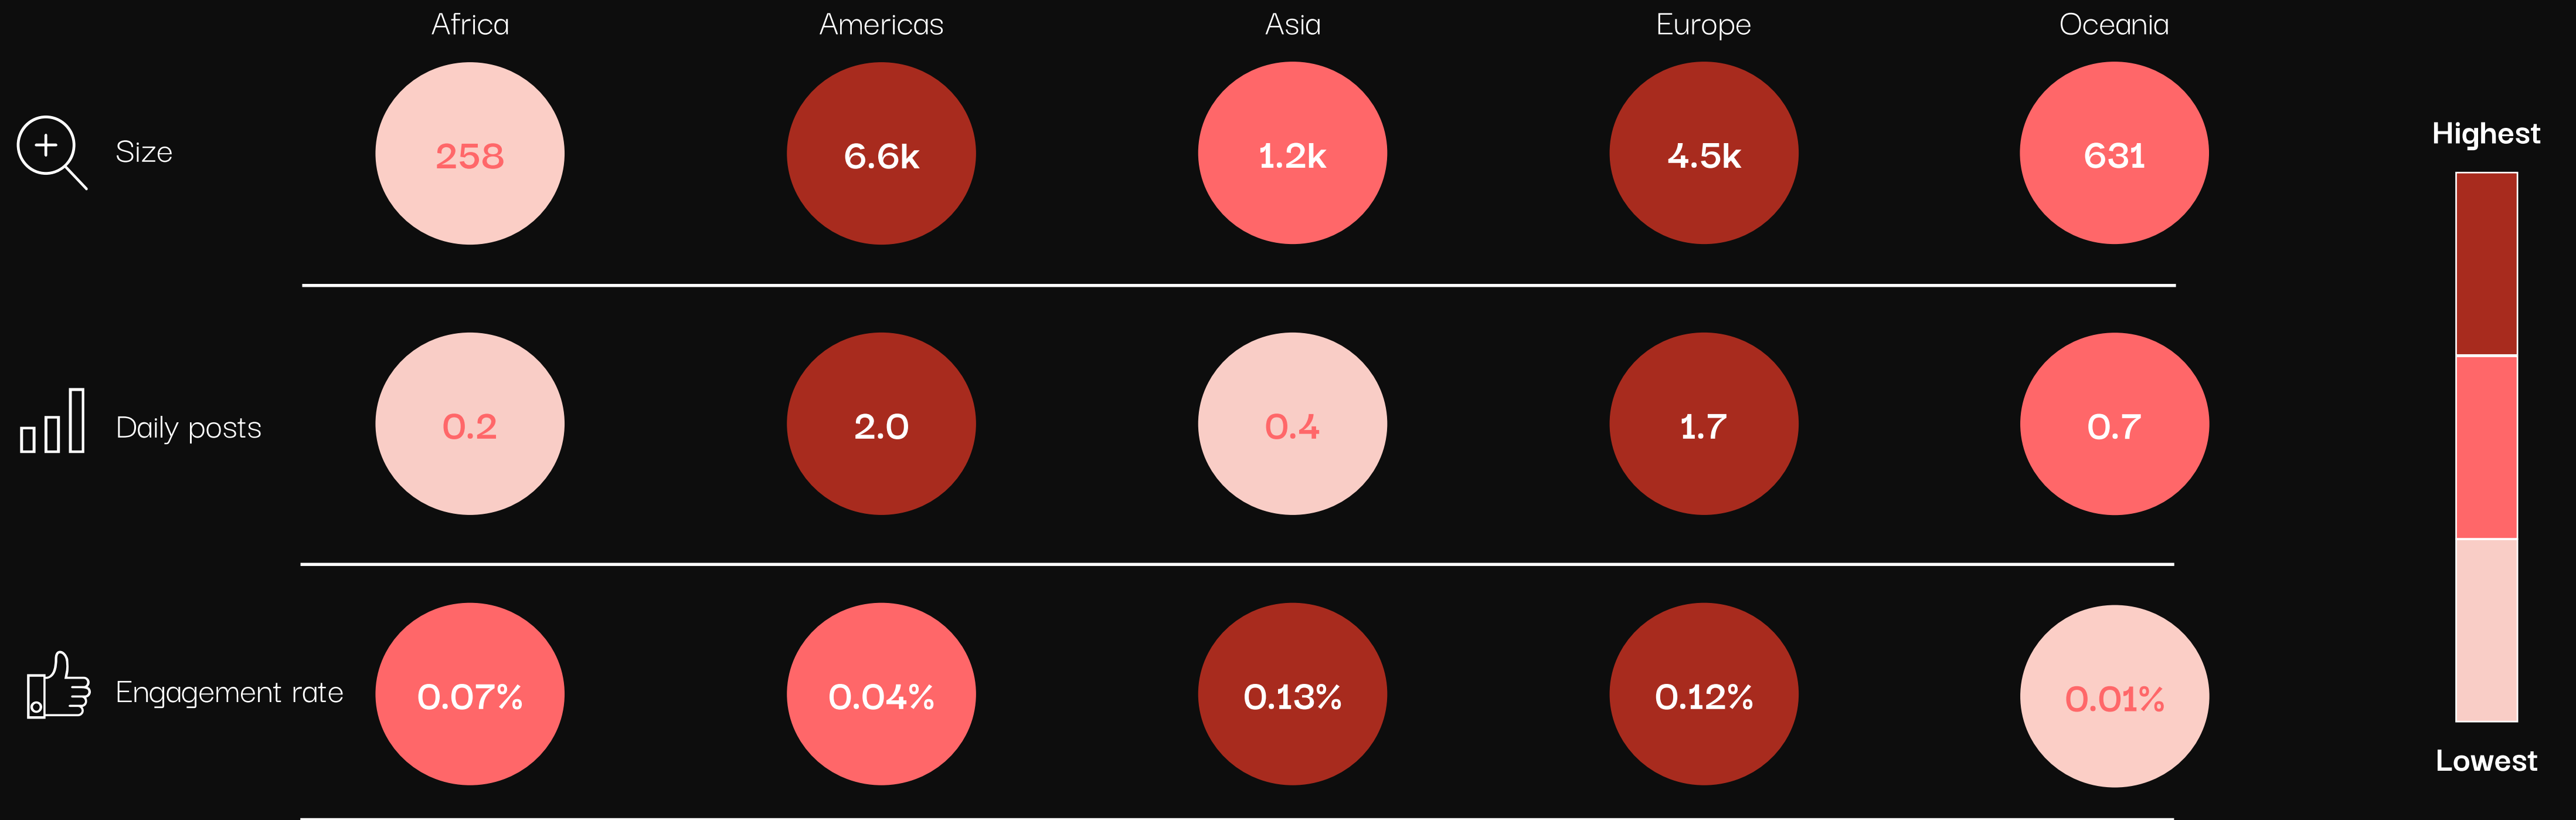 Africa Americas Asia Europe Oceania
Highest
Size 258 6.6k 1.2k 4.5k 631
Daily posts 0.2 2.0 0.4 1.7 0.7
Engagement rate 0.07% 0.04% 0.13% 0.12% 0.01%
Lowest